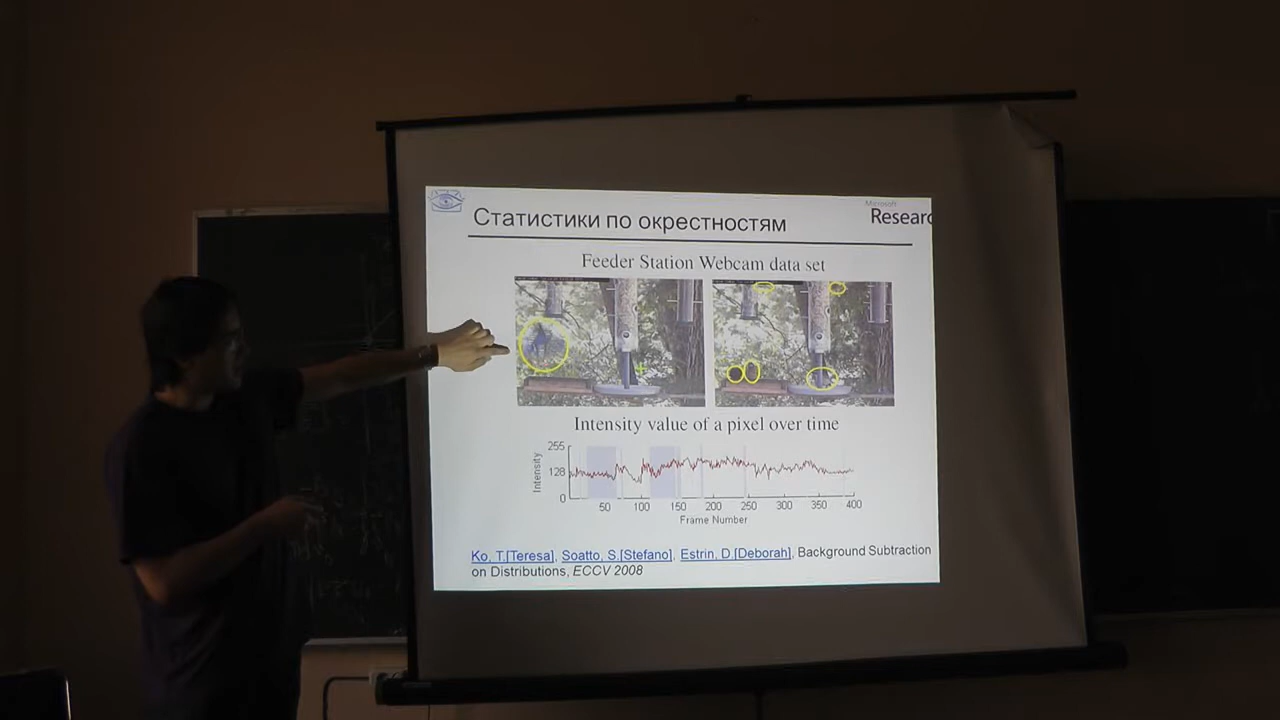 Microsoft
Статистики по окрестностям
Researc
Feeder Station Webcam data set
Intensity value of a pixel over time
255
128
0
Intensity
50 100 150 200 250 300 350 400
Frame Number
Ko, T.[Teresa], Soatto, S.[Stefano], Estrin, D.[Deborah], Background Subtraction
on Distributions, ECCV 2008